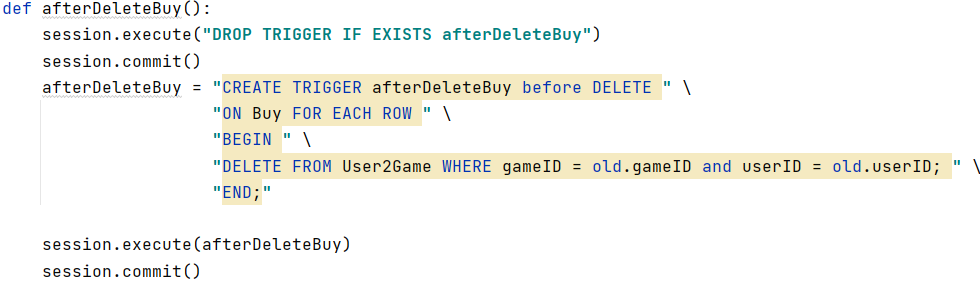 def afterDeleteBuy():
    session.execute("DROP TRIGGER IF EXISTS afterDeleteBuy")
    session.commit()
    afterDeleteBuy = "CREATE TRIGGER afterDeleteBuy before DELETE " \
                     "ON Buy FOR EACH ROW " \
                     "BEGIN " \
                     "DELETE FROM User2Game WHERE gameID = old.gameID and userID = old.userID; " \
                     "END;"
    session.execute(afterDeleteBuy)
    session.commit()